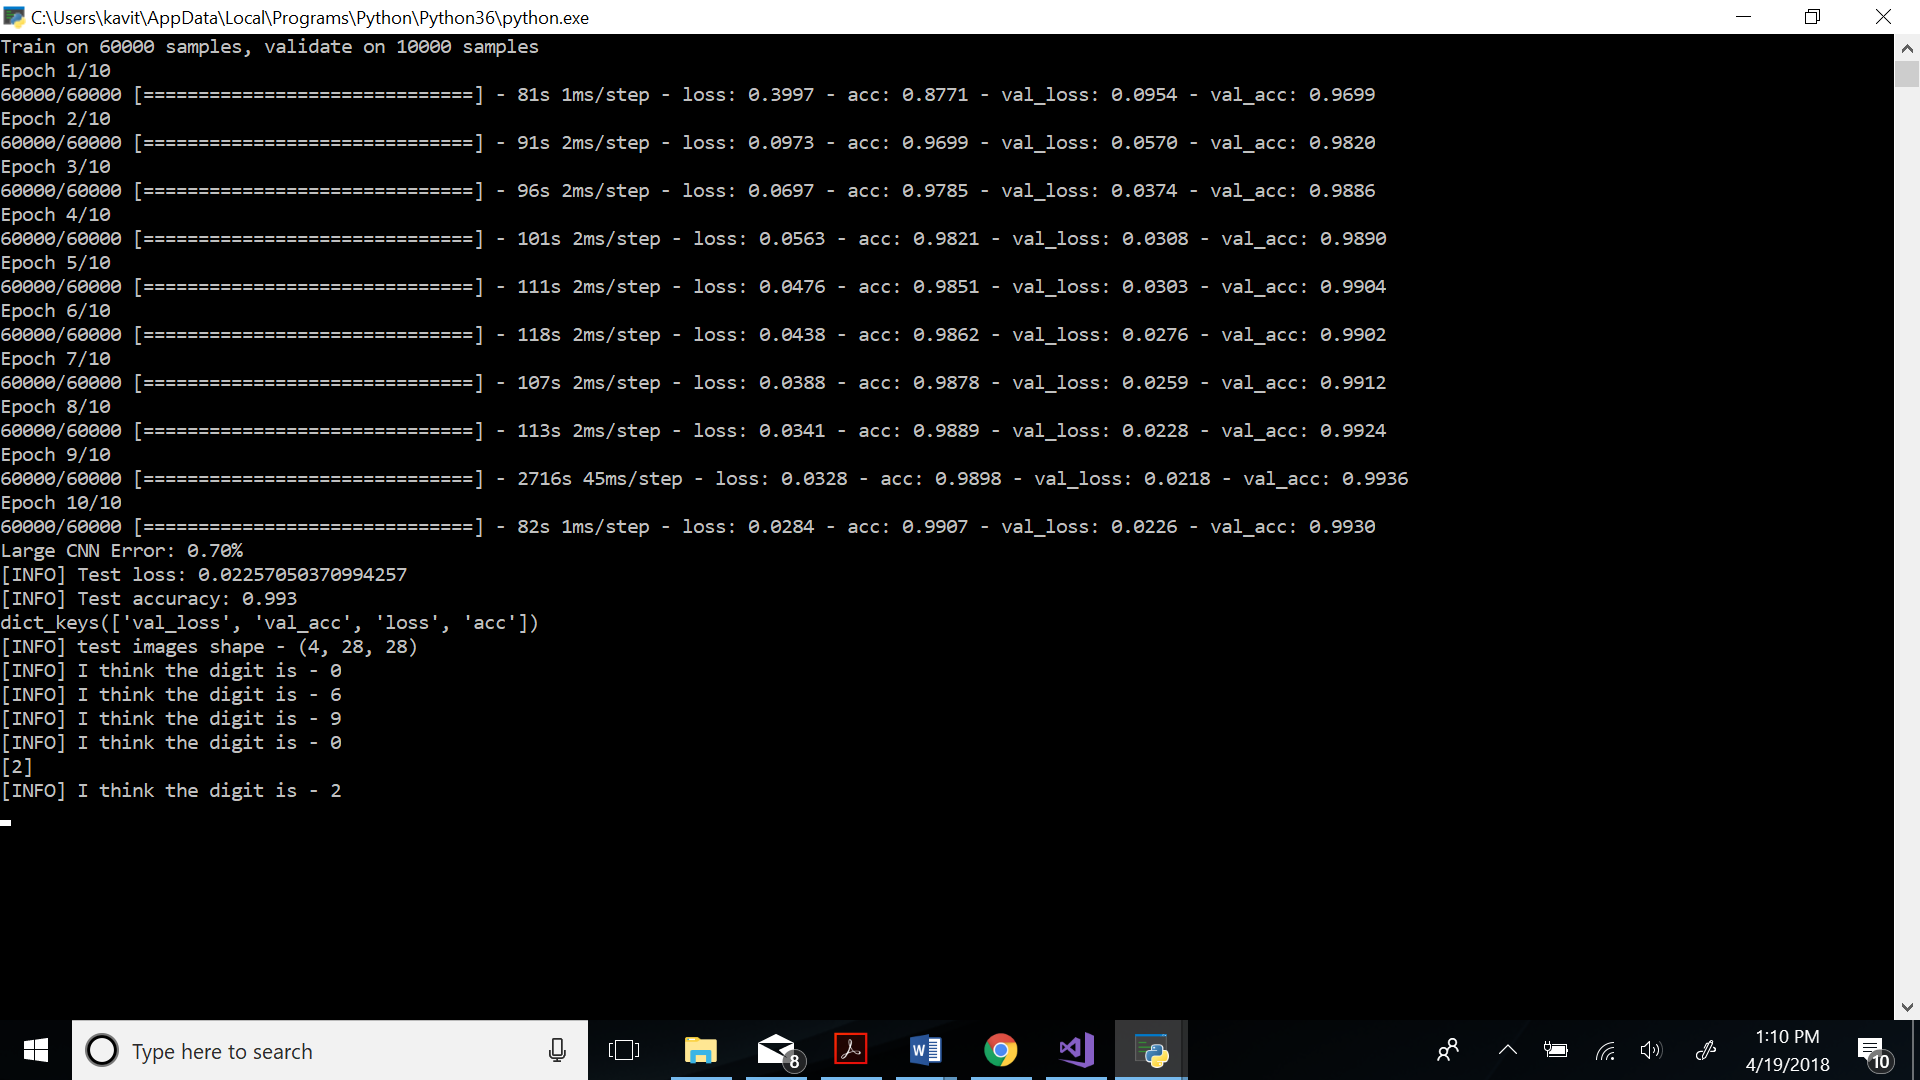 C:\Users\kavit\AppData\Local\Programs\Python\Python36\python.exe
Train on 60000 samples, validate on 10000 samples
Epoch 1/10
60000/60000 [==============================] - 81s 1ms/step - loss: 0.3997 - acc: 0.8771 - val_loss: 0.0954 - val_acc: 0.9699
Epoch 2/10
60000/60000 [==============================] - 91s 2ms/step - loss: 0.0973 - acc: 0.9699 - val_loss: 0.0570 - val_acc: 0.9820
Epoch 3/10
60000/60000 [==============================] - 96s 2ms/step - loss: 0.0697 - acc: 0.9785 - val_loss: 0.0374 - val_acc: 0.9886
Epoch 4/10
60000/60000 [==============================] - 101s 2ms/step - loss: 0.0563 - acc: 0.9821 - val_loss: 0.0308 - val_acc: 0.9890
Epoch 5/10
60000/60000 [==============================] - 111s 2ms/step - loss: 0.0476 - acc: 0.9851 - val_loss: 0.0303 - val_acc: 0.9904
Epoch 6/10
60000/60000 [==============================] - 118s 2ms/step - loss: 0.0438 - acc: 0.9862 - val_loss: 0.0276 - val_acc: 0.9902
Epoch 7/10
60000/60000 [==============================] - 107s 2ms/step - loss: 0.0388 - acc: 0.9878 - val_loss: 0.0259 - val_acc: 0.9912
Epoch 8/10
60000/60000 [==============================] - 113s 2ms/step - loss: 0.0341 - acc: 0.9889 - val_loss: 0.0228 - val_acc: 0.9924
Epoch 9/10
60000/60000 [==============================] - 2716s 45ms/step - loss: 0.0328 - acc: 0.9898 - val_loss: 0.0218 - val_acc: 0.9936
Epoch 10/10
60000/60000 [==============================] - 82s 1ms/step - loss: 0.0284 - acc: 0.9907 - val_loss: 0.0226 - val_acc: 0.9930
Large CNN Error: 0.70%
[INFO] Test loss: 0.02257050370994257
[INFO] Test accuracy: 0.993
dict_keys(['val_loss', 'val_acc', 'loss', 'acc'])
[INFO] test images shape - (4, 28, 28)
[INFO] I think the digit is - 0
[INFO] I think the digit is - 6
[INFO] I think the digit is - 9
[INFO] I think the digit is - 0
[2]
[INFO] I think the digit is - 2
Type here to search
8
W
1:10 PM
4/19/2018
10